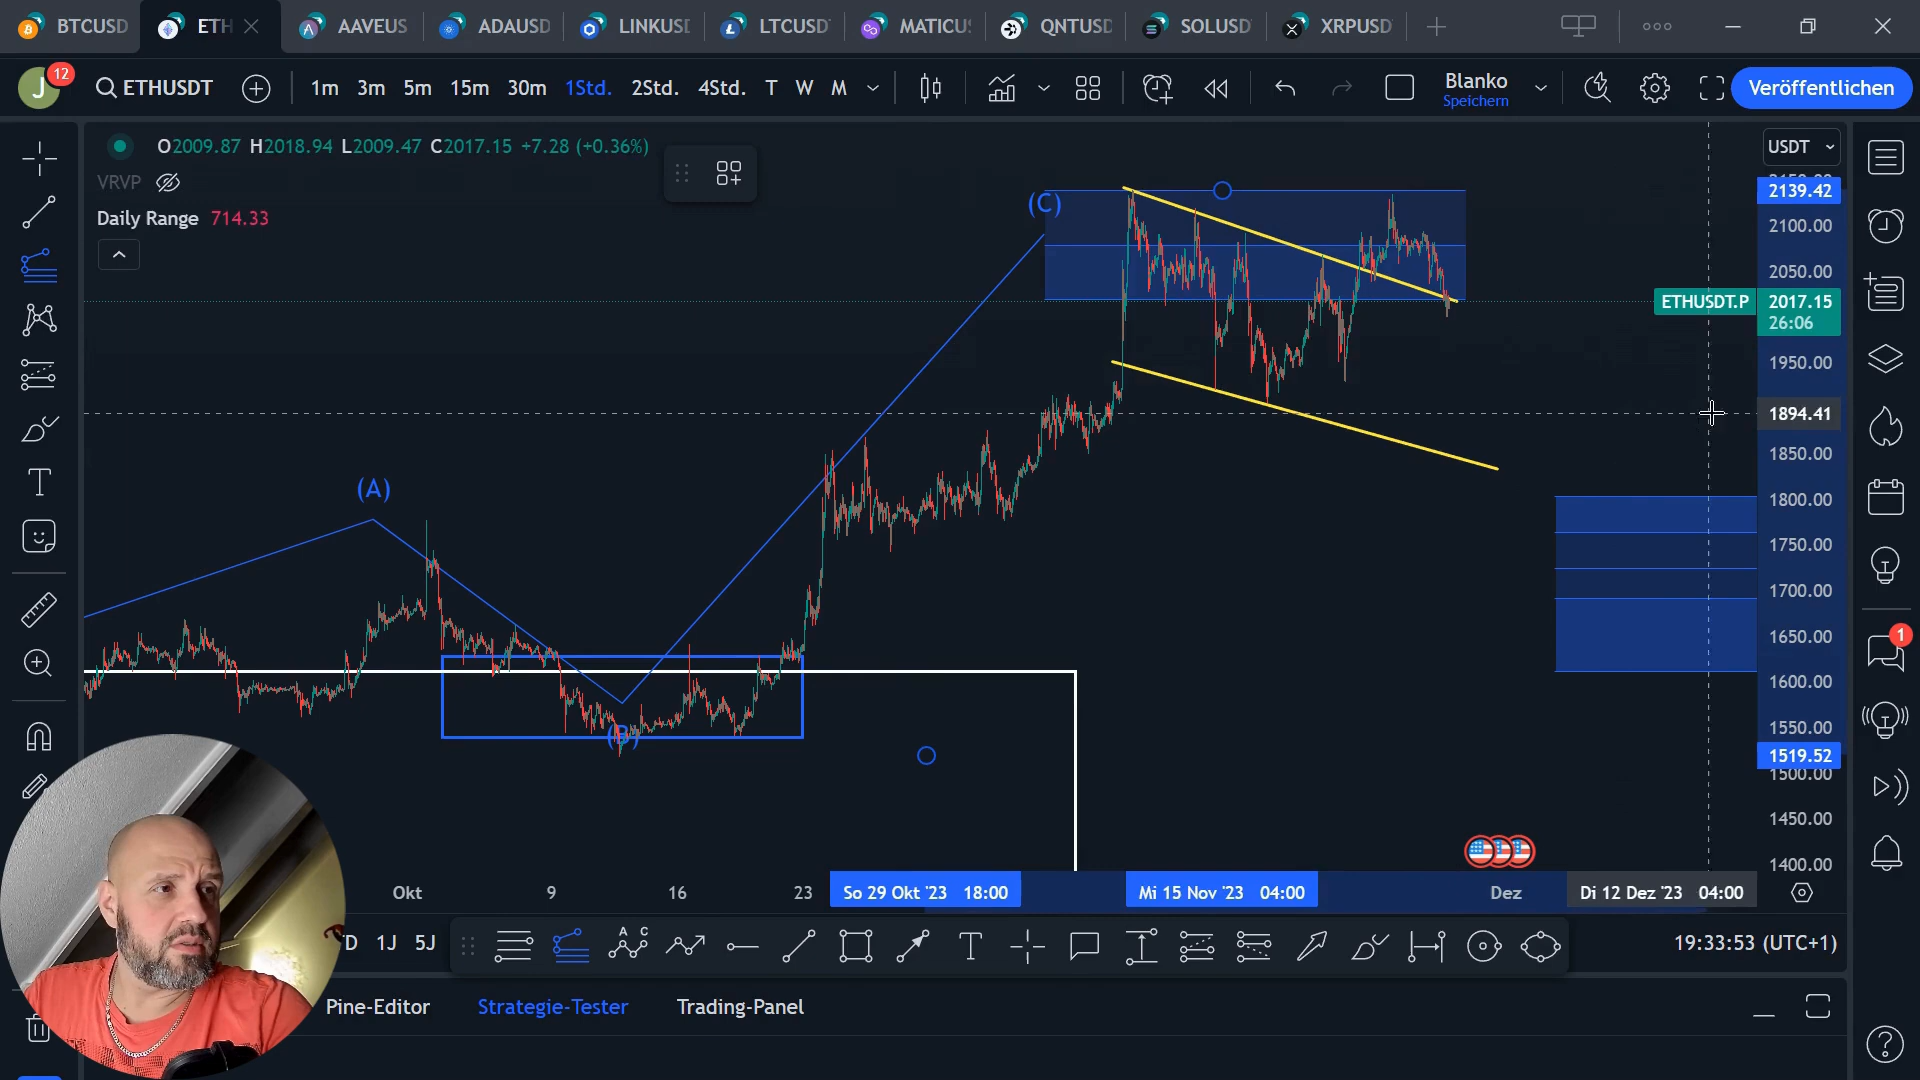 BTCUSD ETH AAVEUS ADAUSD LINKUSD LTCUSDT MATICUS QNTUSD SOLUSD XRPUSD
J 12 ETHUSDT 1m 3m 5m 15m 30m 1Std. 2Std. 4Std. T W M Blanko Speichern Veröffentlichen
O2009.87 H2018.94 L2009.47 C2017.15 +7.28 (+0.36%)
USDT
VRVP
Daily Range 714.33
2139.42
(C)
2100.00
2050.00
ETHUSDT.P 2017.15
26:06
1950.00
1894.41
1850.00
(A)
1800.00
1750.00
1700.00
1650.00
1
1600.00
(B)
1550.00
1519.52
1500.00
1450.00
1400.00
Okt 9 16 23 So 29 Okt '23 18:00 Mi 15 Nov '23 04:00 Dez Di 12 Dez '23 04:00
1J 5J A C T 19:33:53 (UTC+1)
Pine-Editor Strategie-Tester Trading-Panel